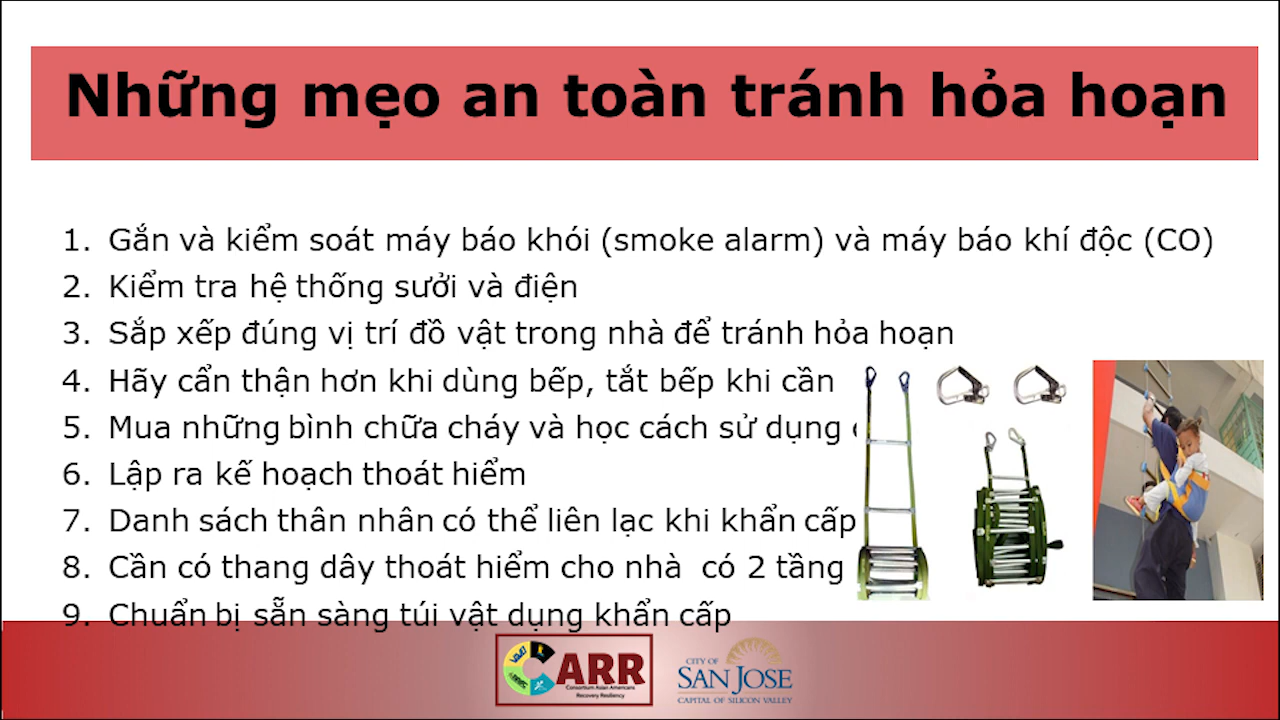 Những mẹo an toàn tránh hỏa hoạn
1. Gắn và kiểm soát máy báo khói (smoke alarm) và máy báo khí độc (CO)
2. Kiểm tra hệ thống sưởi và điện
3. Sắp xếp đúng vị trí đồ vật trong nhà để tránh hỏa hoạn
4. Hãy cẩn thận hơn khi dùng bếp, tắt bếp khi cần
5. Mua những bình chữa cháy và học cách sử dụng
6. Lập ra kế hoạch thoát hiểm
7. Danh sách thân nhân có thể liên lạc khi khẩn cấp
8. Cần có thang dây thoát hiểm cho nhà có 2 tầng
9. Chuẩn bị sẵn sàng túi vật dụng khẩn cấp
CARR
Consortium Asian Americans
Recovery Resiliency
CITY OF
SAN JOSE
CAPITAL OF SILICON VALLEY